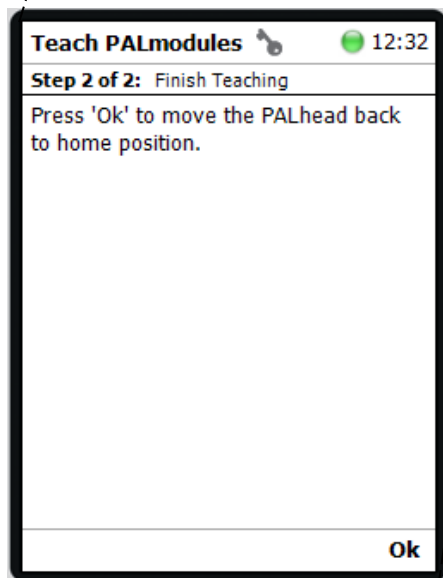 Teach PALmodules 12:32
Step 2 of 2: Finish Teaching
Press 'Ok' to move the PALhead back
to home position.
Ok